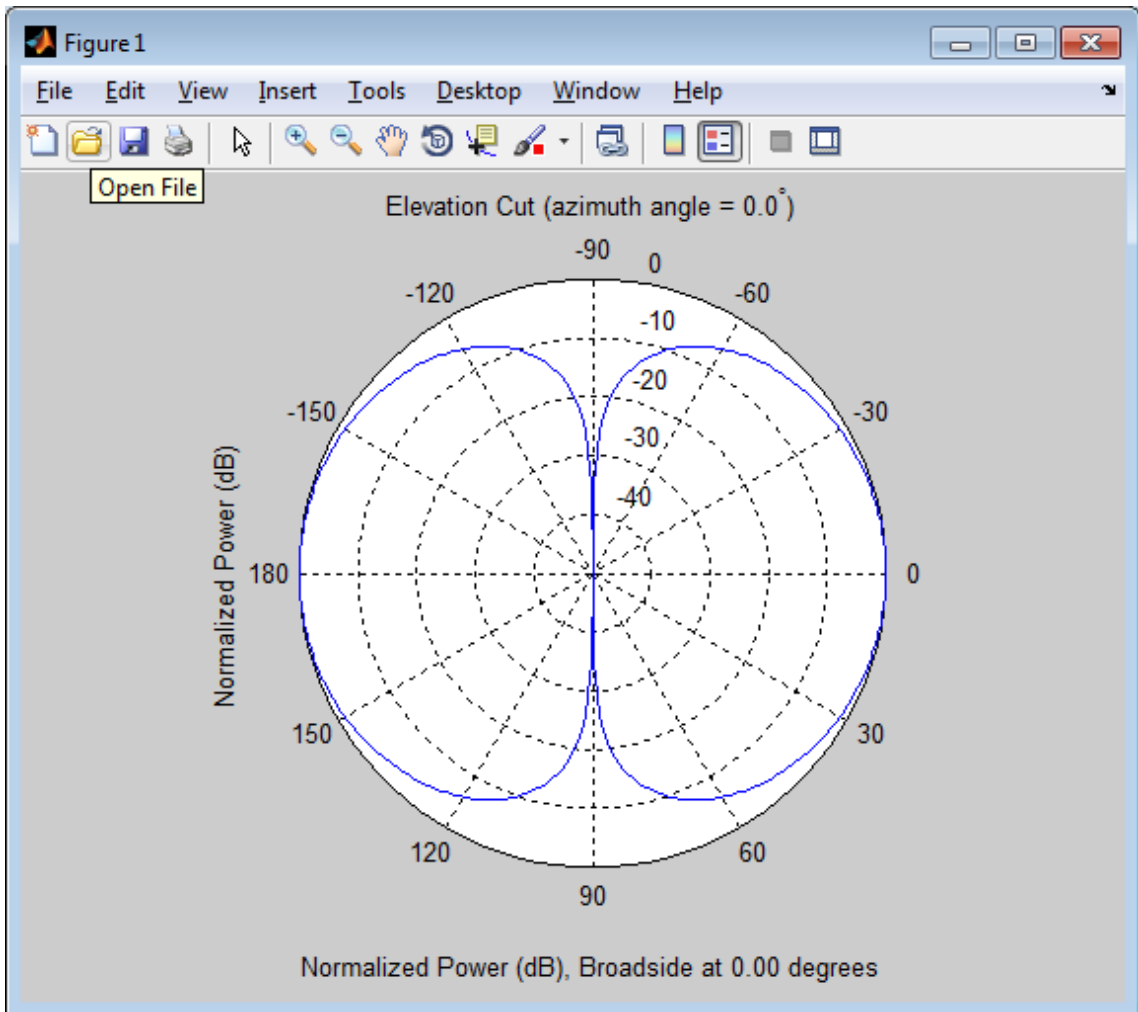 Figure 1
File Edit View Insert Tools Desktop Window Help
Open File
Elevation Cut (azimuth angle = 0.0°)
-90
0
-120
-60
-10
-20
-150
-30
-30
-40
Normalized Power (dB)
180
0
150
30
120
60
90
Normalized Power (dB), Broadside at 0.00 degrees